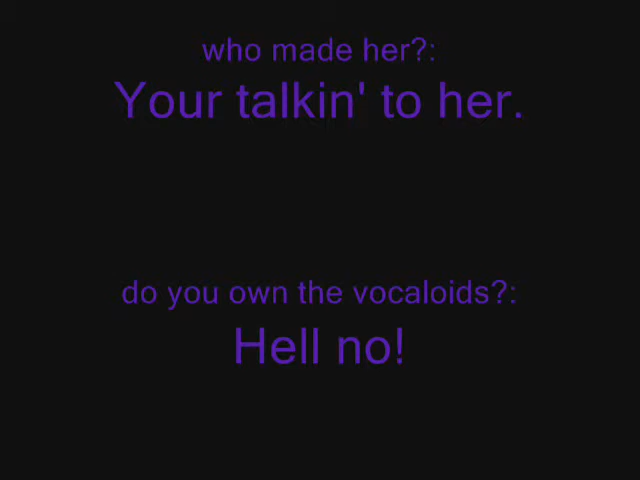 who made her?:
Your talkin' to her.
do you own the vocaloids?:
Hell no!